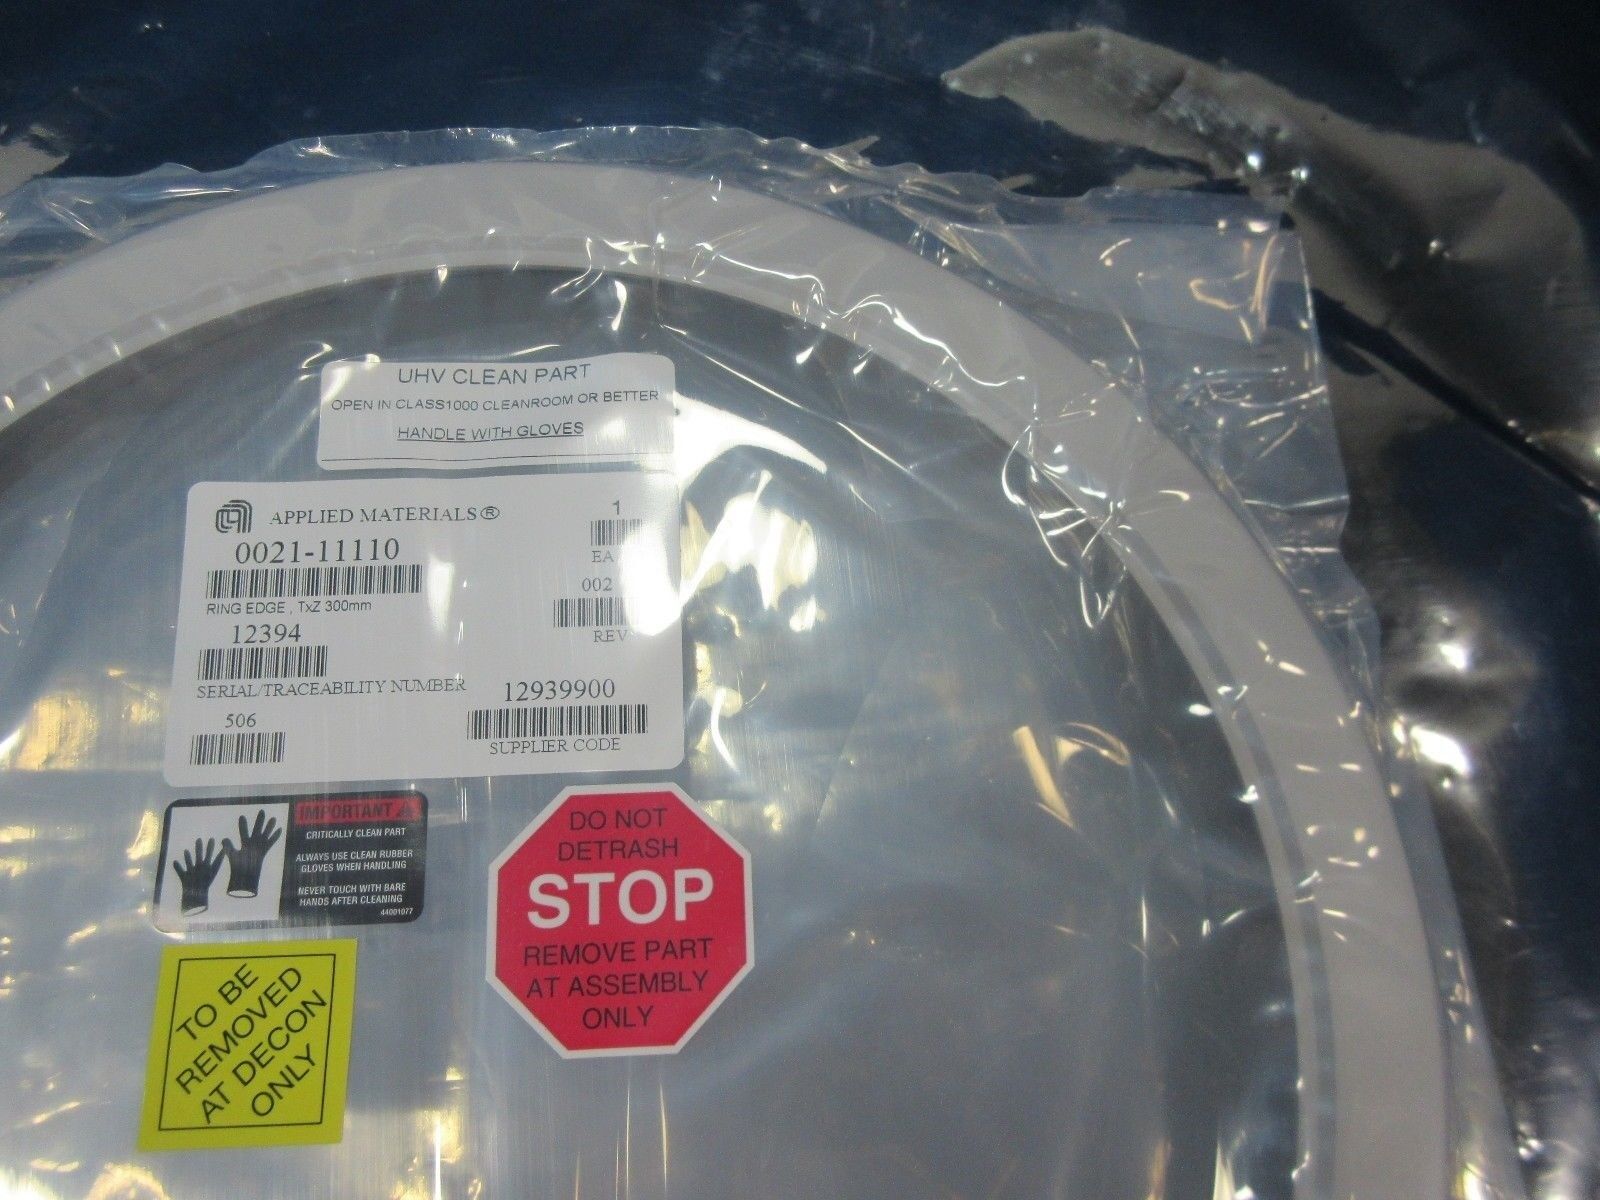 UHV CLEAN PART
OPEN IN CLASS1000 CLEANROOM OR BETTER
HANDLE WITH GLOVES
APPLIED MATERIALS®
0021-11110
RING EDGE , TxZ 300mm
12394
SERIAL/TRACEABILITY NUMBER
506
1
EA
002
REV
12939900
SUPPLIER CODE
IMPORTANT
CRITICALLY CLEAN PART
ALWAYS USE CLEAN RUBBER
GLOVES WHEN HANDLING
NEVER TOUCH WITH BARE
HANDS AFTER CLEANING
44001077
DO NOT
DETRASH
STOP
REMOVE PART
AT ASSEMBLY
ONLY
TO BE
REMOVED
AT DECON
ONLY